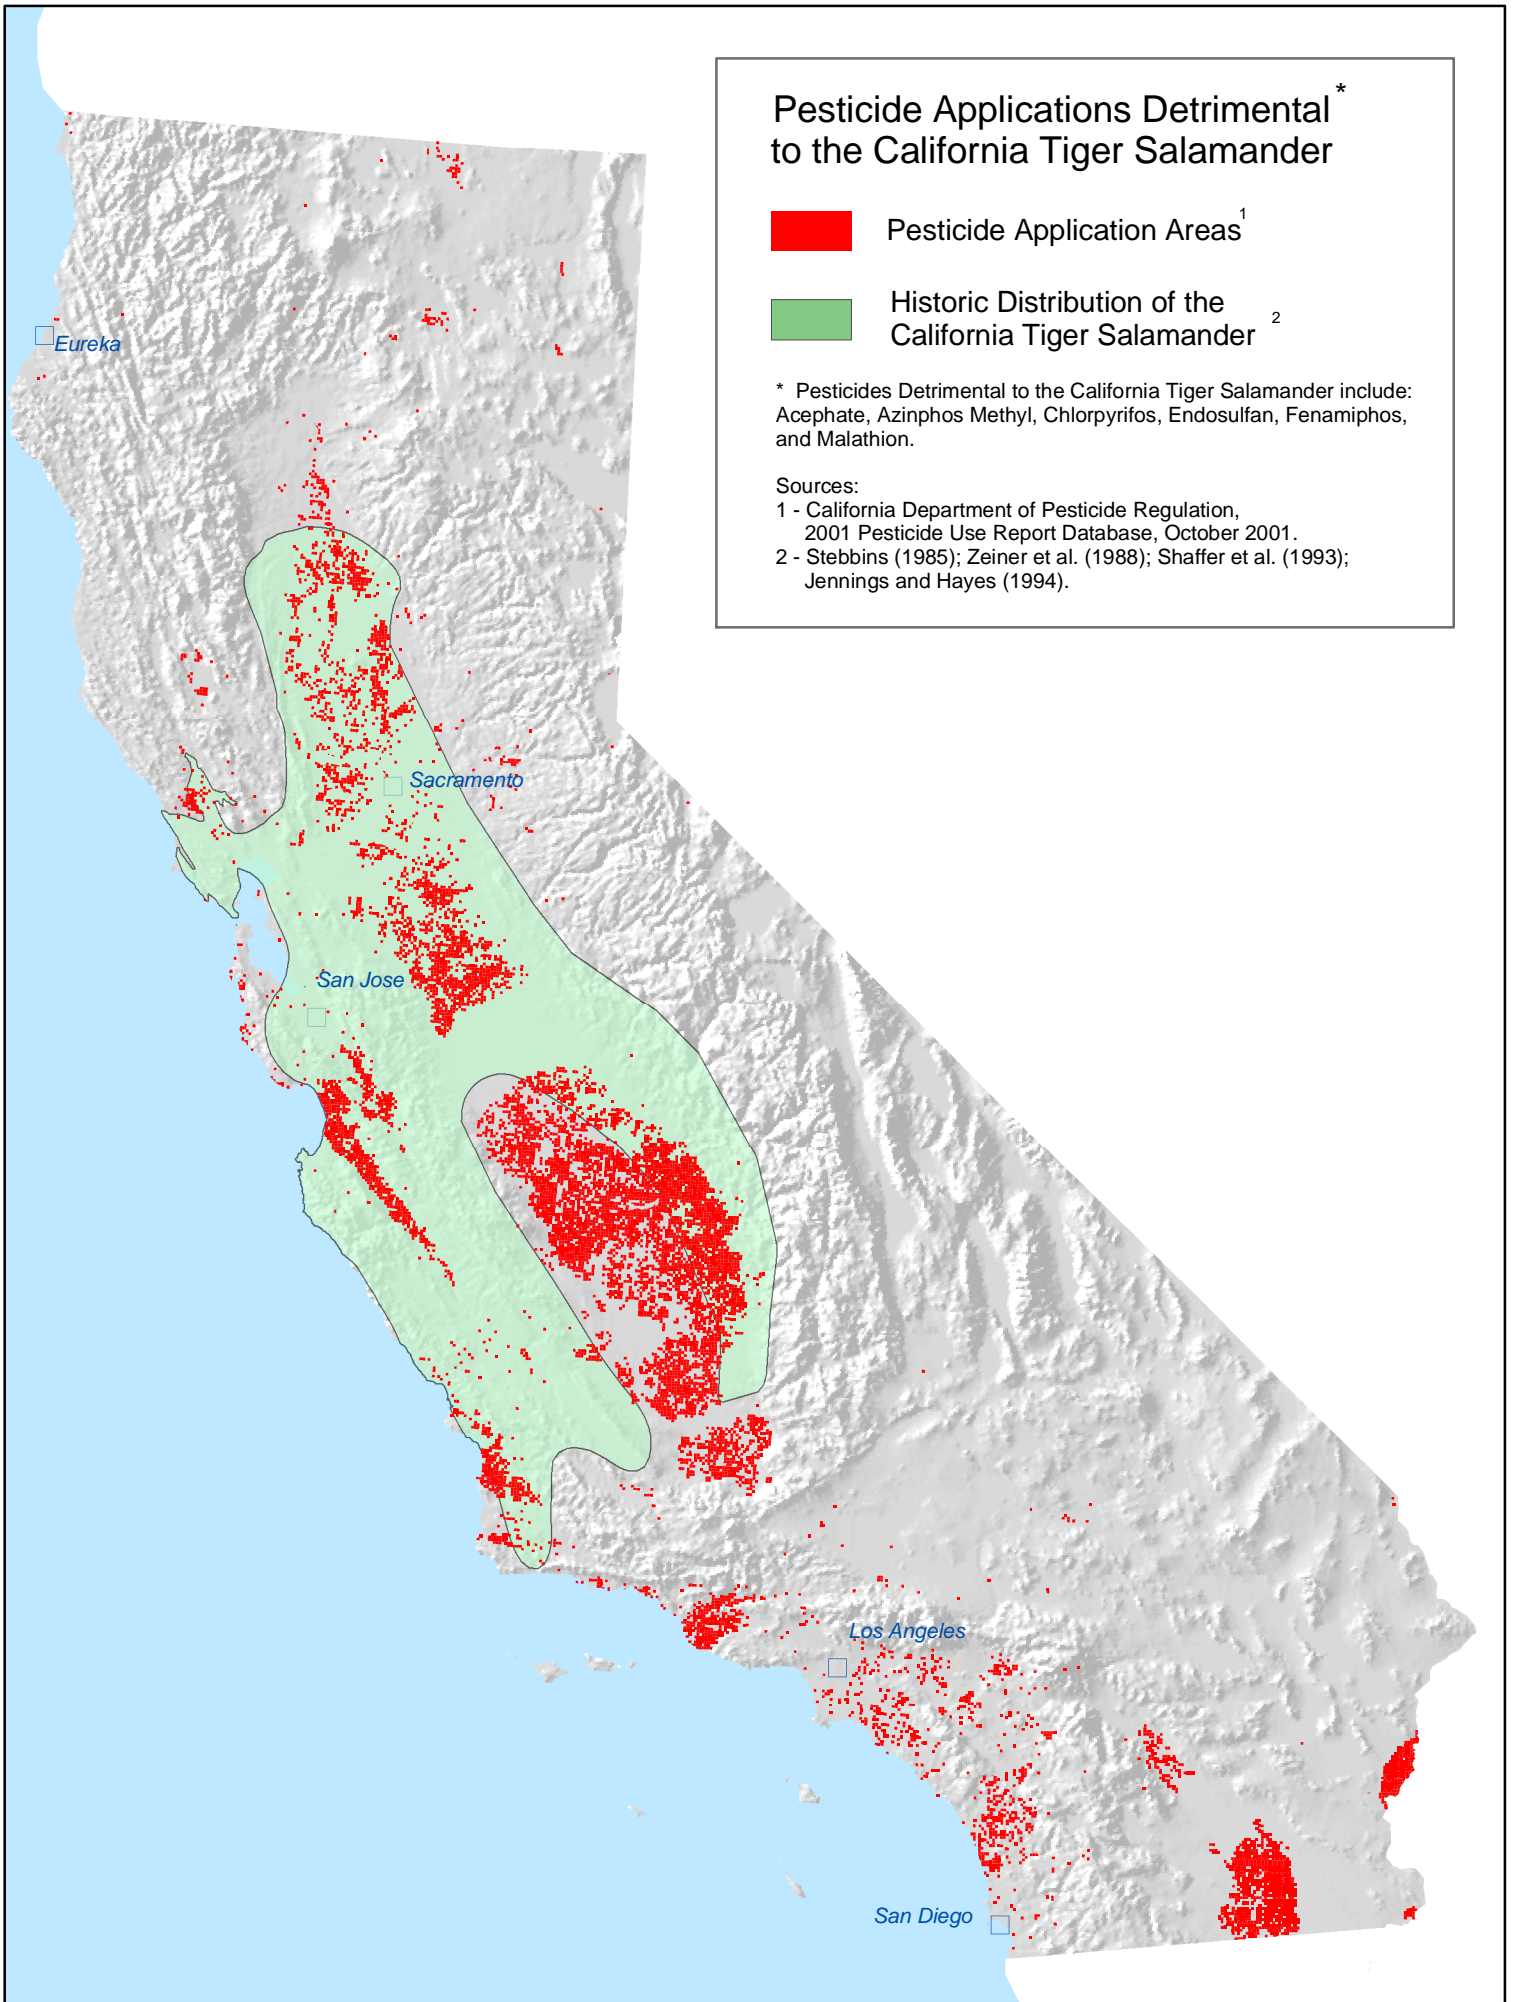 Pesticide Applications Detrimental *
to the California Tiger Salamander
Pesticide Application Areas 1
Historic Distribution of the
California Tiger Salamander 2
* Pesticides Detrimental to the California Tiger Salamander include:
Acephate, Azinphos Methyl, Chlorpyrifos, Endosulfan, Fenamiphos,
and Malathion.
Sources:
1 - California Department of Pesticide Regulation,
2001 Pesticide Use Report Database, October 2001.
2 - Stebbins (1985); Zeiner et al. (1988); Shaffer et al. (1993);
Jennings and Hayes (1994).
Eureka
Sacramento
San Jose
Los Angeles
San Diego